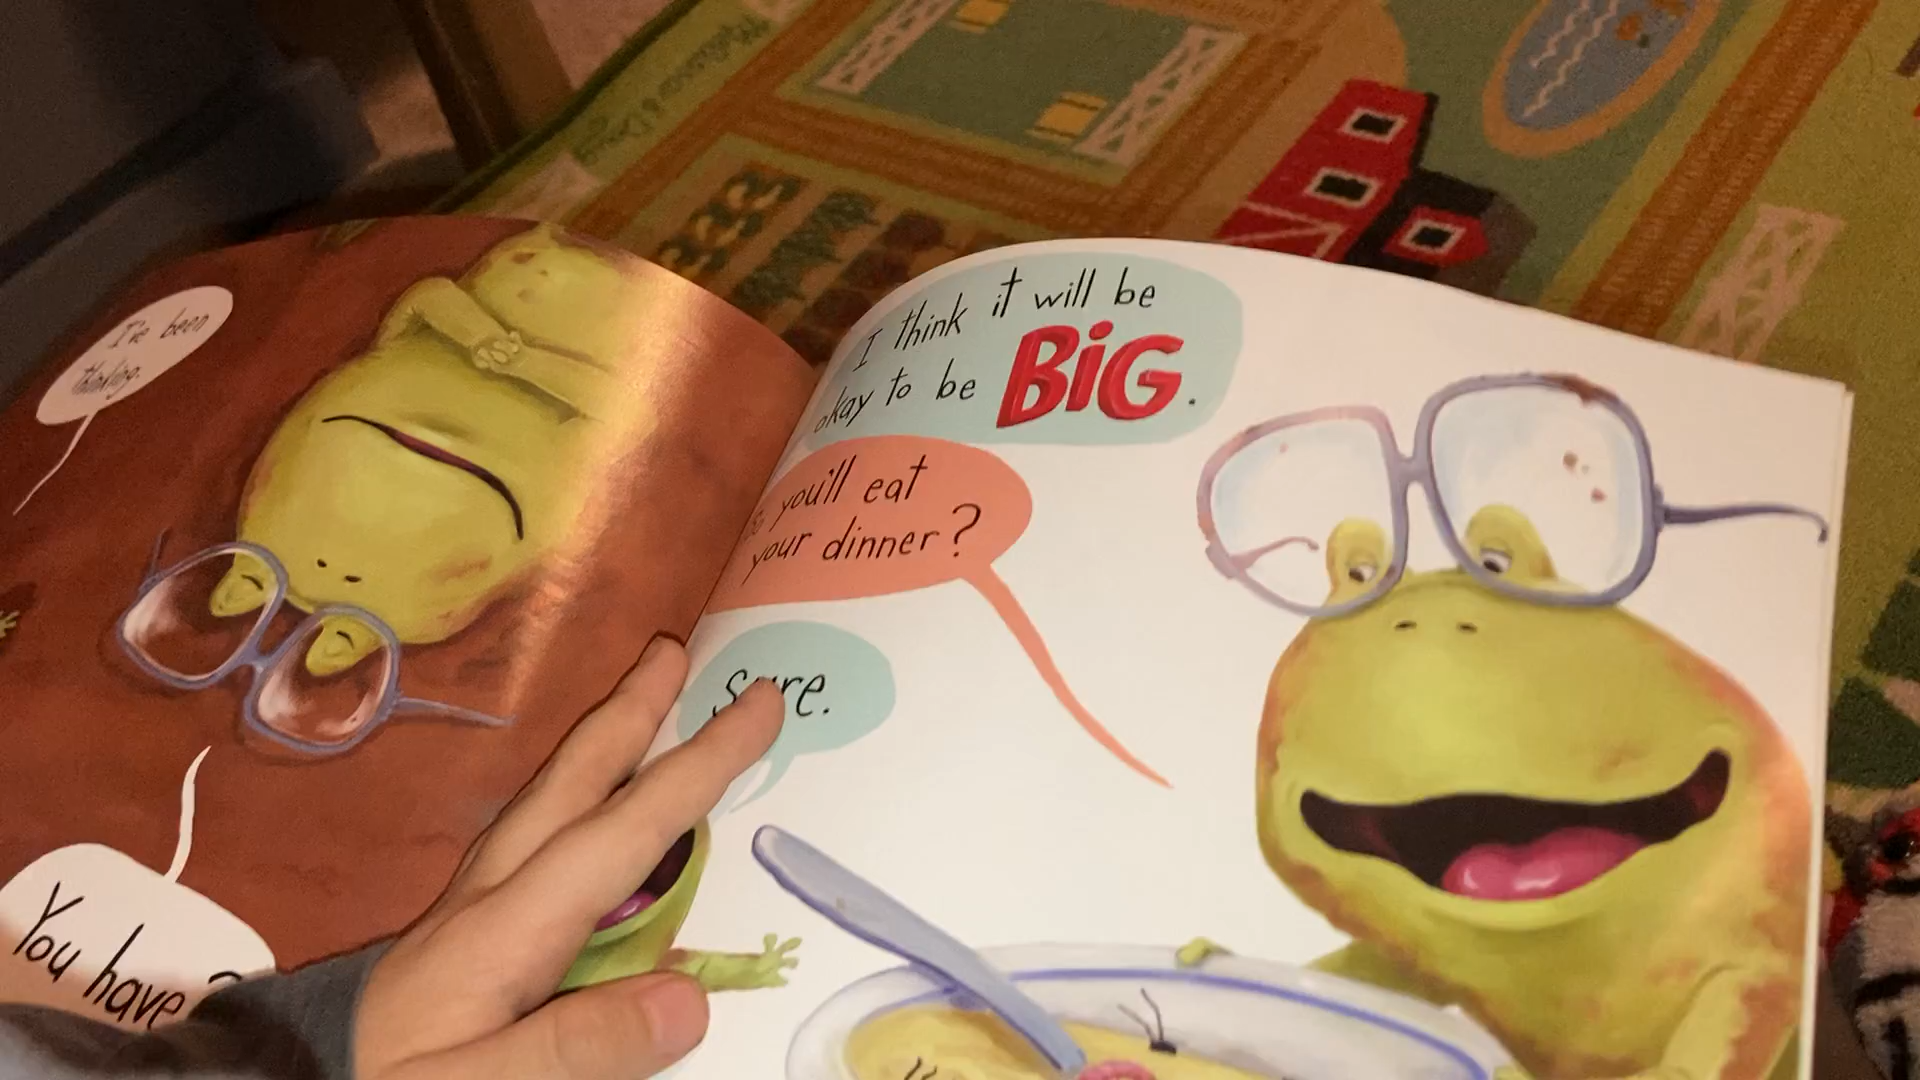 I've been
thinking.
You have?
I think it will be
okay to be BiG.
you'll eat
your dinner?
Sure.